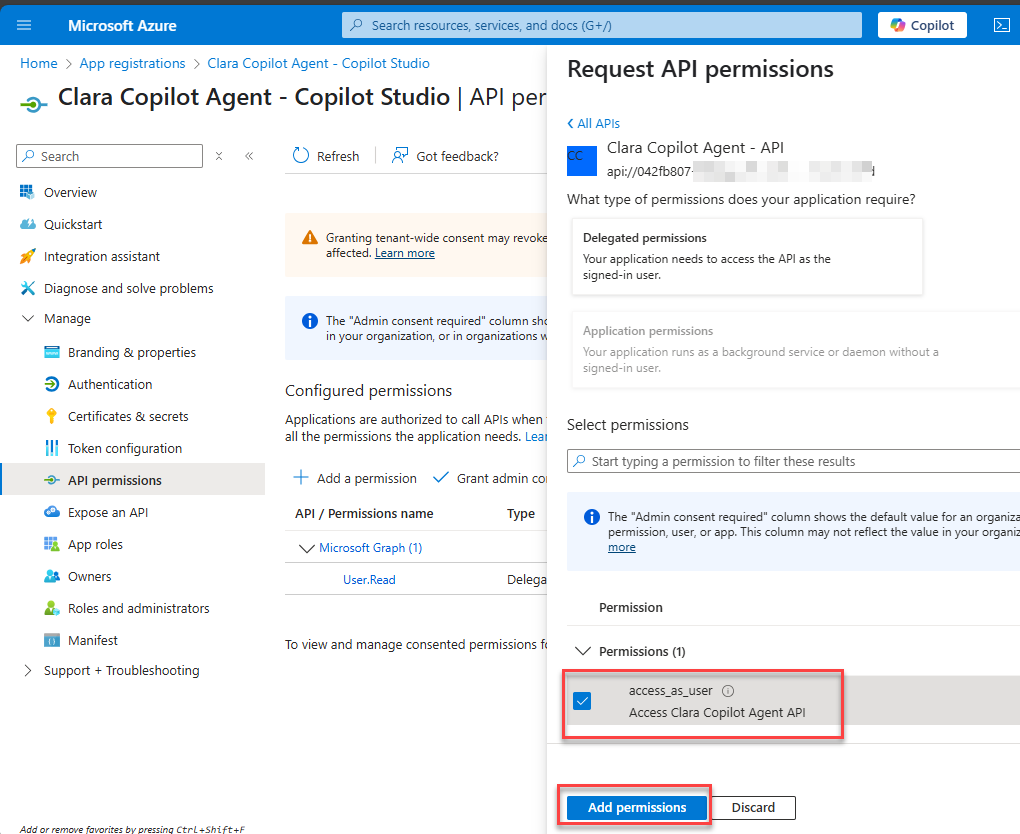 Microsoft Azure
Search resources, services, and docs (G+/)
Copilot
Home > App registrations > Clara Copilot Agent - Copilot Studio
Clara Copilot Agent - Copilot Studio | API per
Search
Overview
Quickstart
Integration assistant
Diagnose and solve problems
Manage
Branding & properties
Authentication
Certificates & secrets
Token configuration
API permissions
Expose an API
App roles
Owners
Roles and administrators
Manifest
Support + Troubleshooting
Add or remove favorites by pressing Ctrl+Shift+F
Refresh
Got feedback?
Granting tenant-wide consent may revoke
affected. Learn more
The "Admin consent required" column sho
in your organization, or in organizations w
Configured permissions
Applications are authorized to call APIs when
all the permissions the application needs. Lear
Add a permission
Grant admin con
API / Permissions name
Type
Microsoft Graph (1)
User.Read
Delega
To view and manage consented permissions fo
Request API permissions
All APIs
CC
Clara Copilot Agent - API
api://042fb807-
What type of permissions does your application require?
Delegated permissions
Your application needs to access the API as the
signed-in user.
Application permissions
Your application runs as a background service or daemon without a
signed-in user.
Select permissions
Start typing a permission to filter these results
The "Admin consent required" column shows the default value for an organiza
permission, user, or app. This column may not reflect the value in your organiz
more
Permission
Permissions (1)
access_as_user
Access Clara Copilot Agent API
Add permissions
Discard